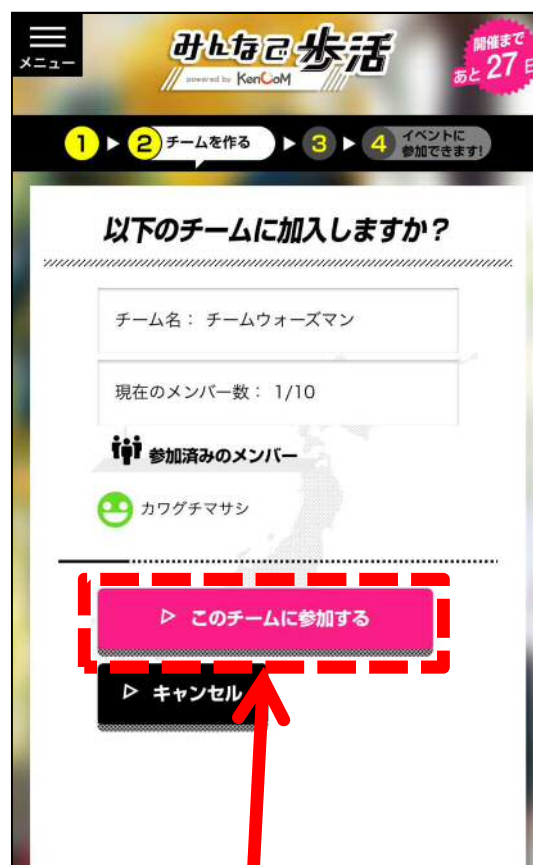 メニュー
みんなで歩活
powered by KenCoM
開催まで
あと 27 日
1 2 チームを作る 3 4 イベントに
参加できます!
以下のチームに加入しますか？
チーム名： チームウォーズマン
現在のメンバー数： 1/10
参加済みのメンバー
カワグチマサシ
このチームに参加する
キャンセル